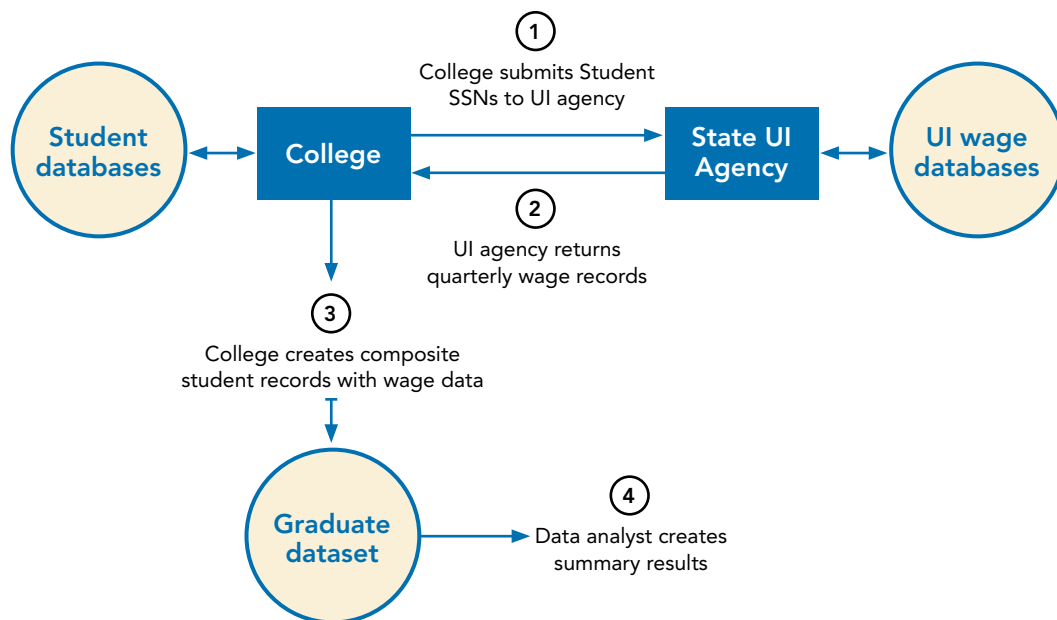 1
College submits Student
SSNs to UI agency
Student
databases
College
State UI
Agency
UI wage
databases
2
UI agency returns
quarterly wage records
3
College creates composite
student records with wage data
Graduate
dataset
4
Data analyst creates
summary results